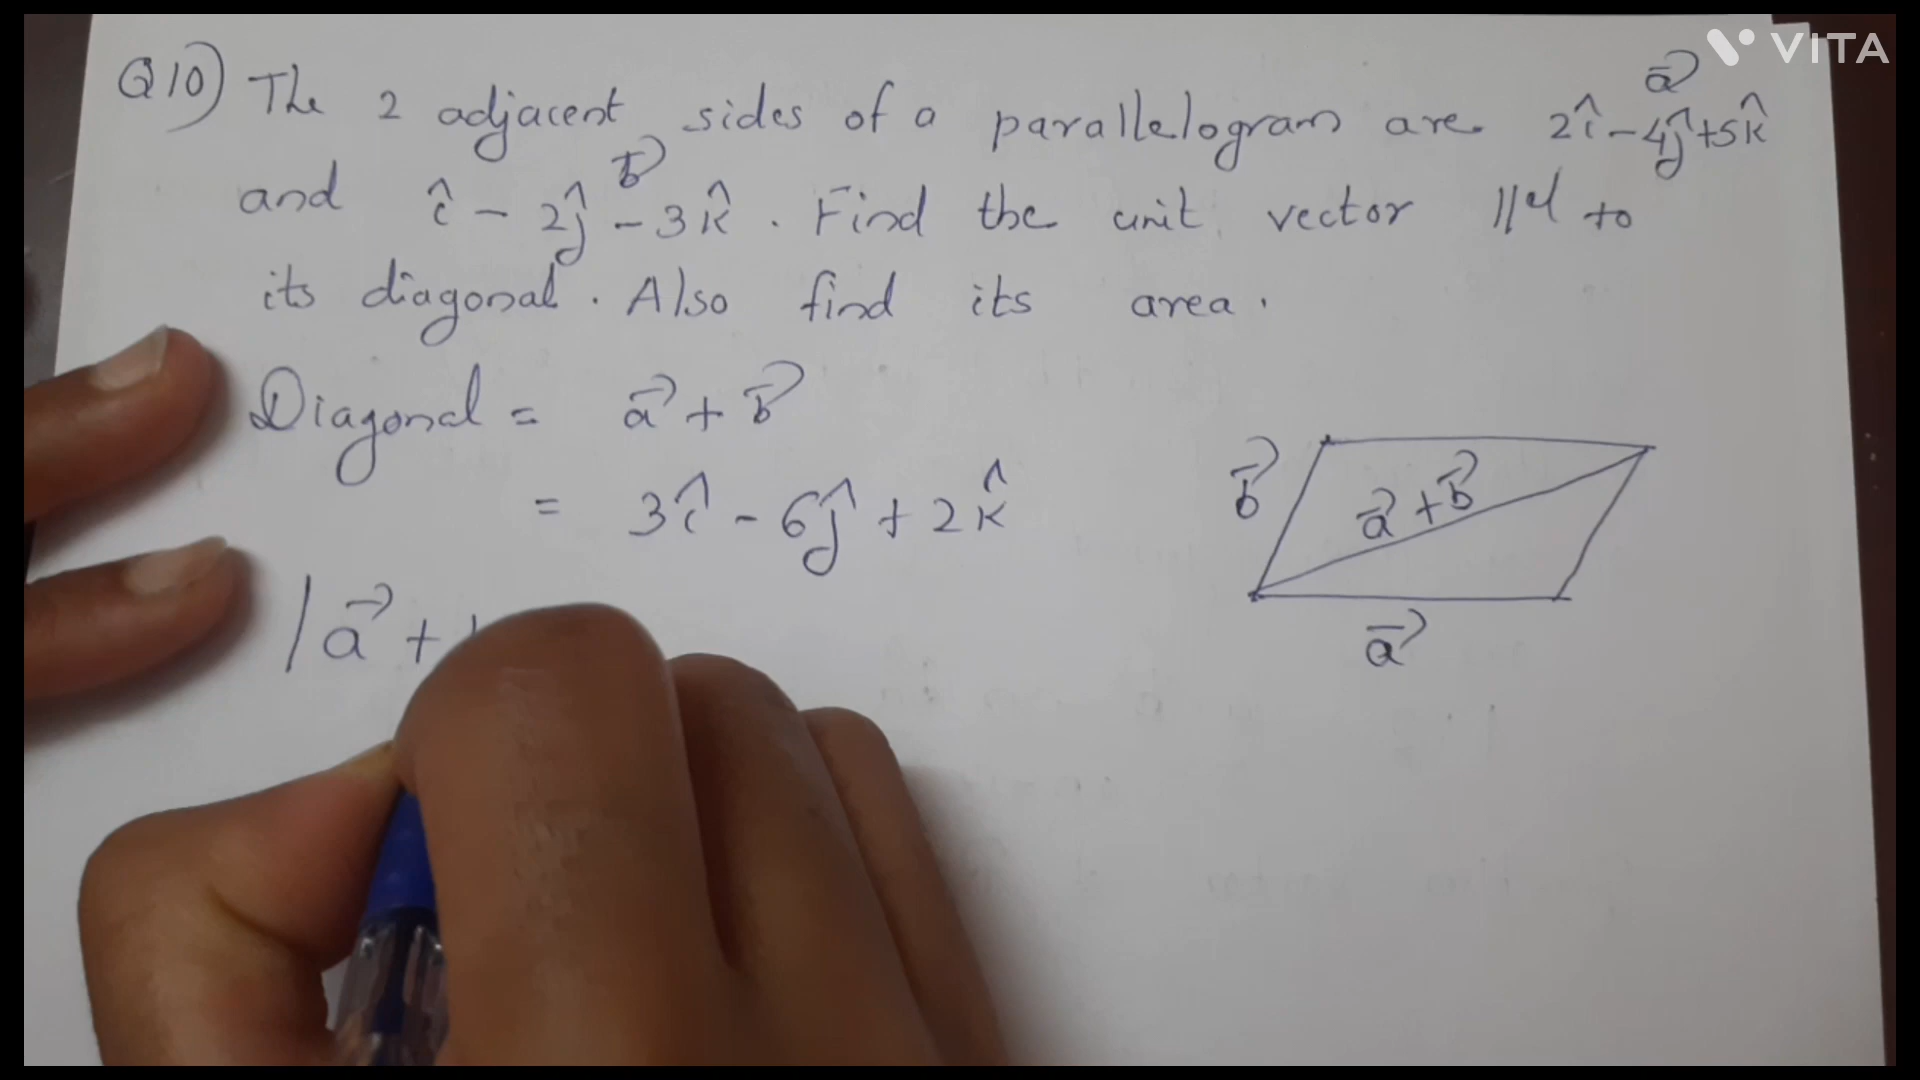 VITA
Q10) The 2 adjacent sides of a parallelogram are 2î - 4ĵ + 5k̂
a⃗
and î - 2ĵ - 3k̂ . Find the unit vector ||el to
b⃗
its diagonal . Also find its area .
Diagonal = a⃗ + b⃗
= 3î - 6ĵ + 2k̂
|a⃗ +
b⃗
a⃗ + b⃗
a⃗